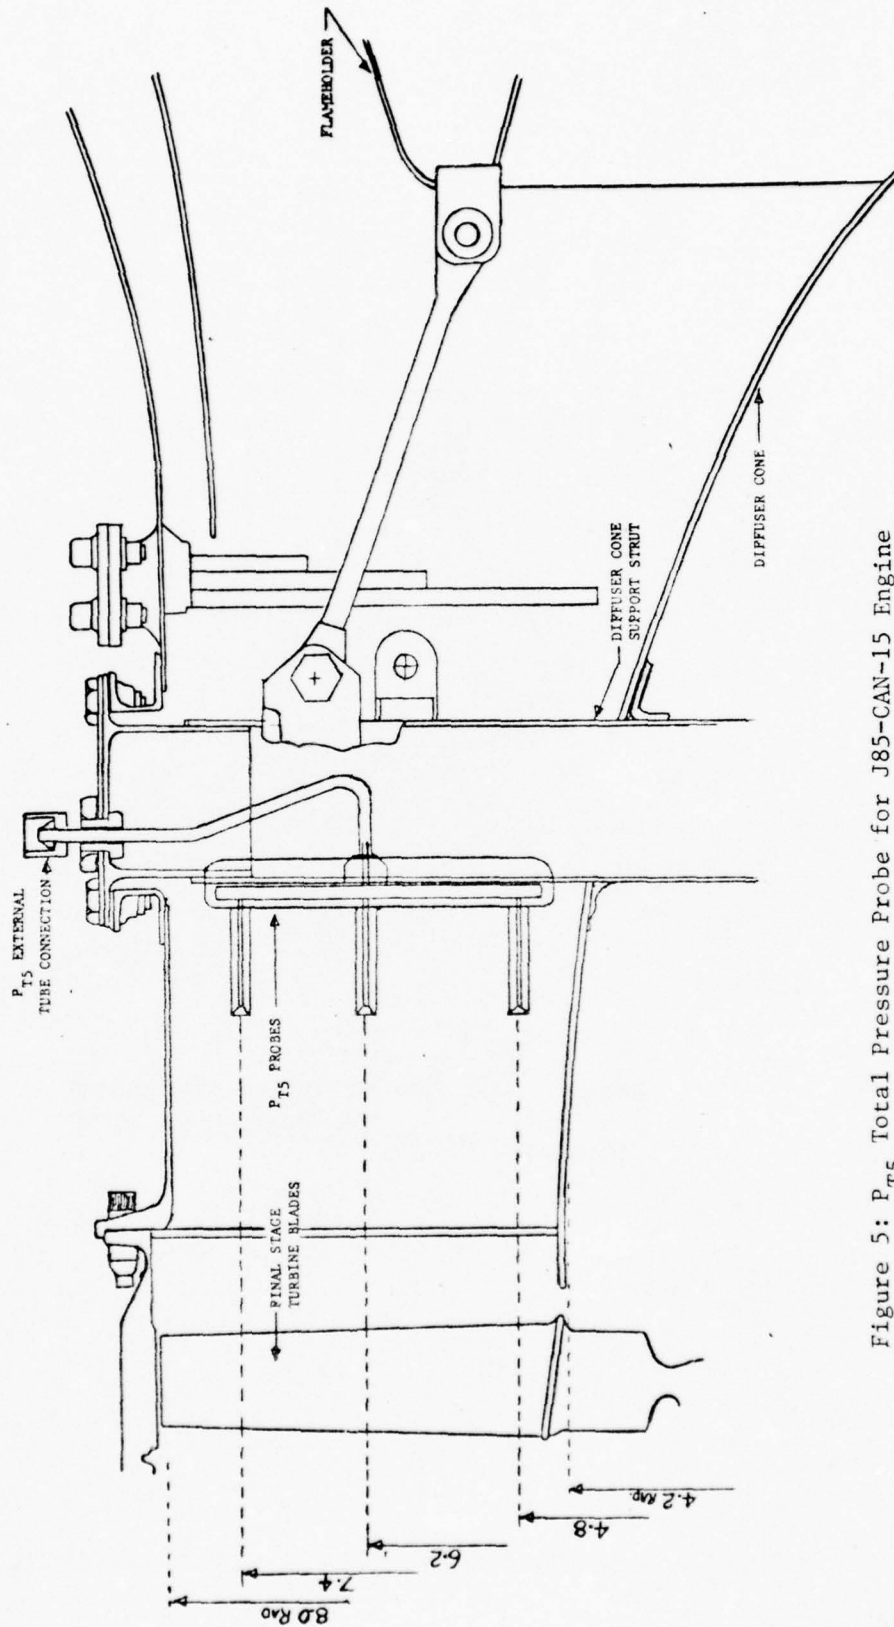 P_T5 EXTERNAL
TUBE CONNECTION
FLAMEHOLDER
P_T5 PROBES
FINAL STAGE
TURBINE BLADES
DIFFUSER CONE
SUPPORT STRUT
DIFFUSER CONE
8.0 RAD
7.4
6.2
4.8
4.2 RAD.
Figure 5: P_T5 Total Pressure Probe for J85-CAN-15 Engine